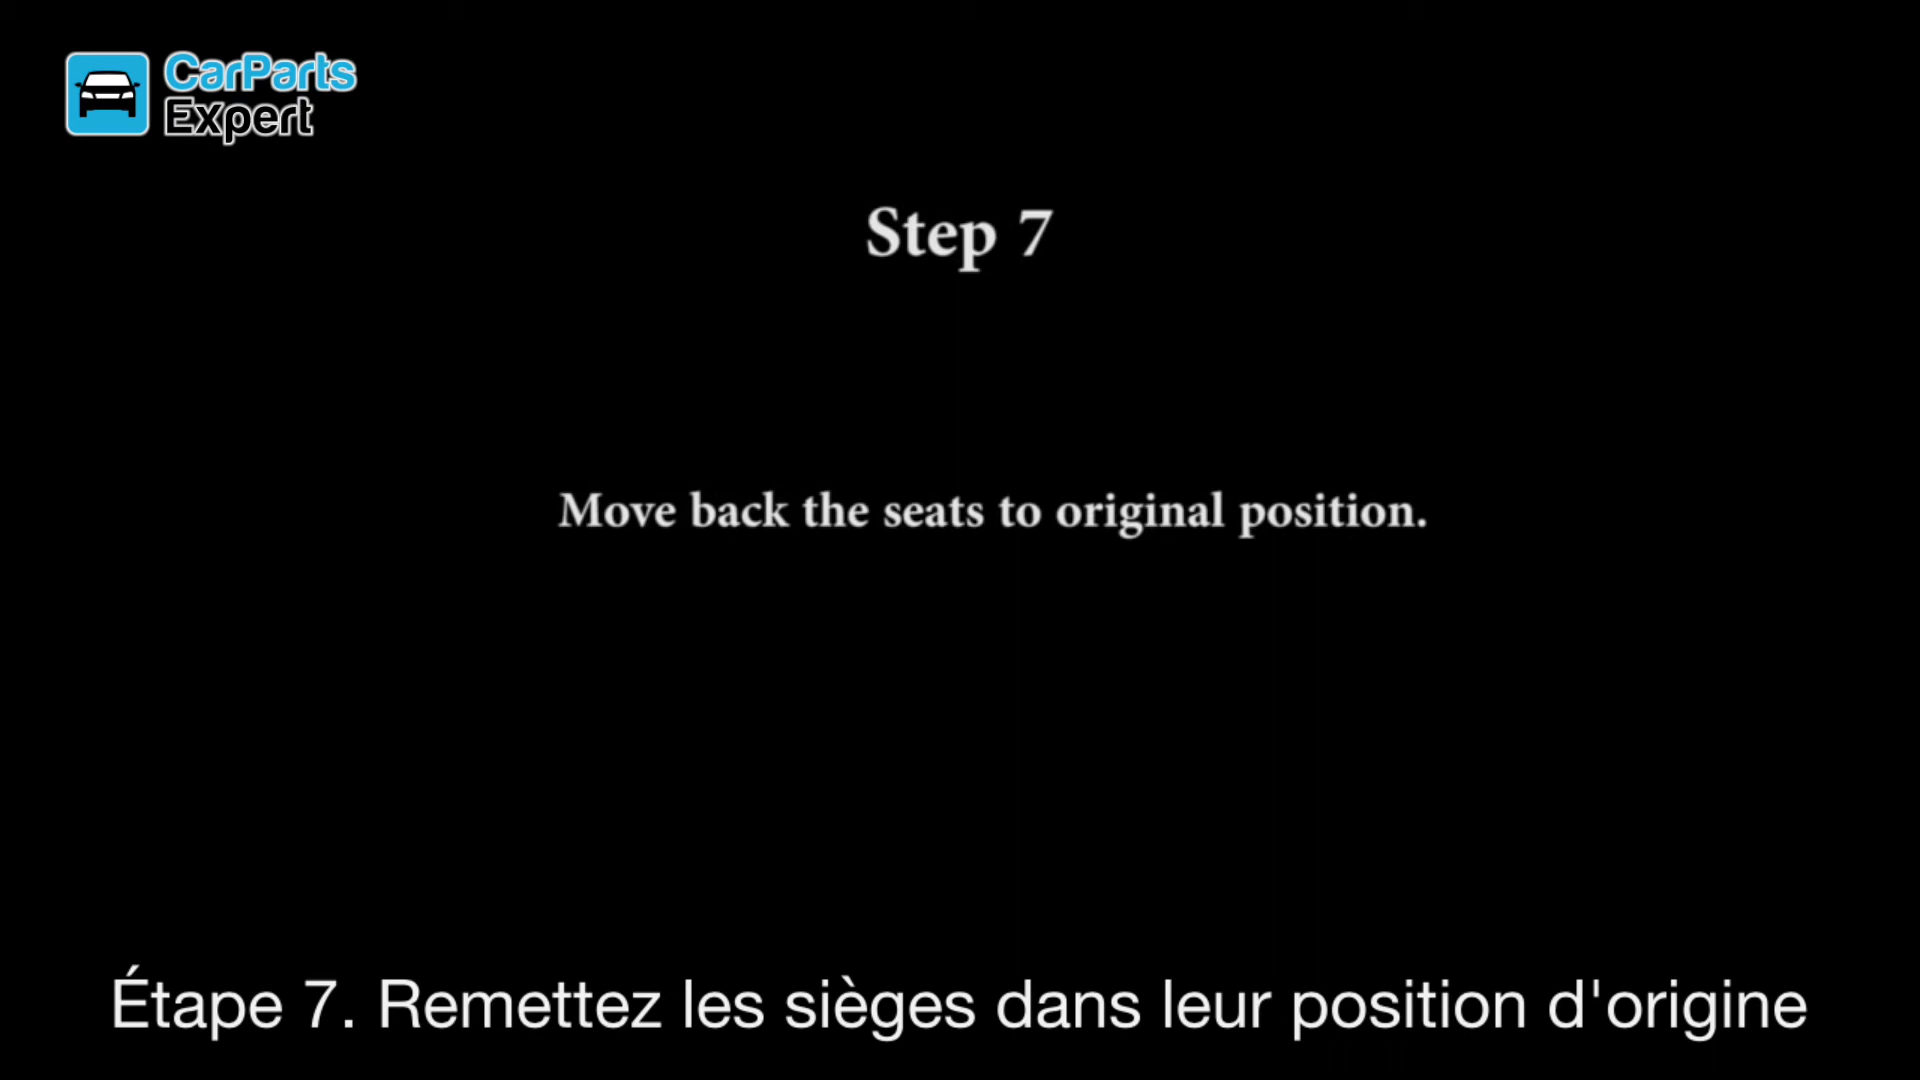 CarParts
Expert
Step 7
Move back the seats to original position.
Étape 7. Remettez les sièges dans leur position d'origine